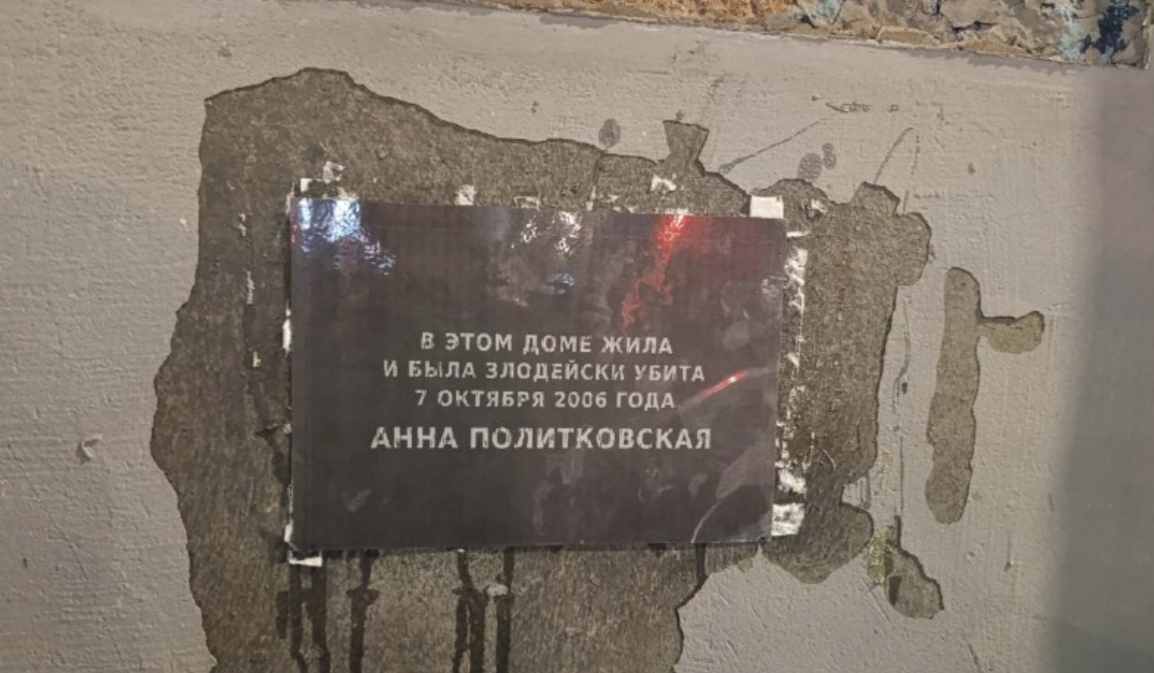 В ЭТОМ ДОМЕ ЖИЛА
И БЫЛА ЗЛОДЕЙСКИ УБИТА
7 ОКТЯБРЯ 2006 ГОДА
АННА ПОЛИТКОВСКАЯ